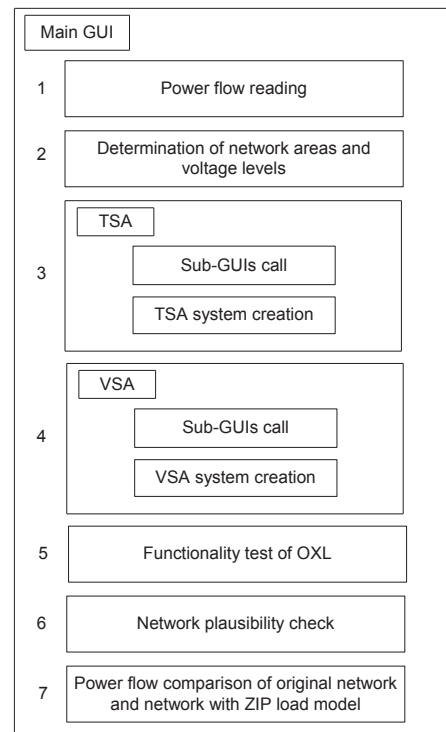 Main GUI
1
Power flow reading
2
Determination of network areas and
voltage levels
TSA
3
Sub-GUIs call
TSA system creation
VSA
4
Sub-GUIs call
VSA system creation
5
Functionality test of OXL
6
Network plausibility check
7
Power flow comparison of original network
and network with ZIP load model